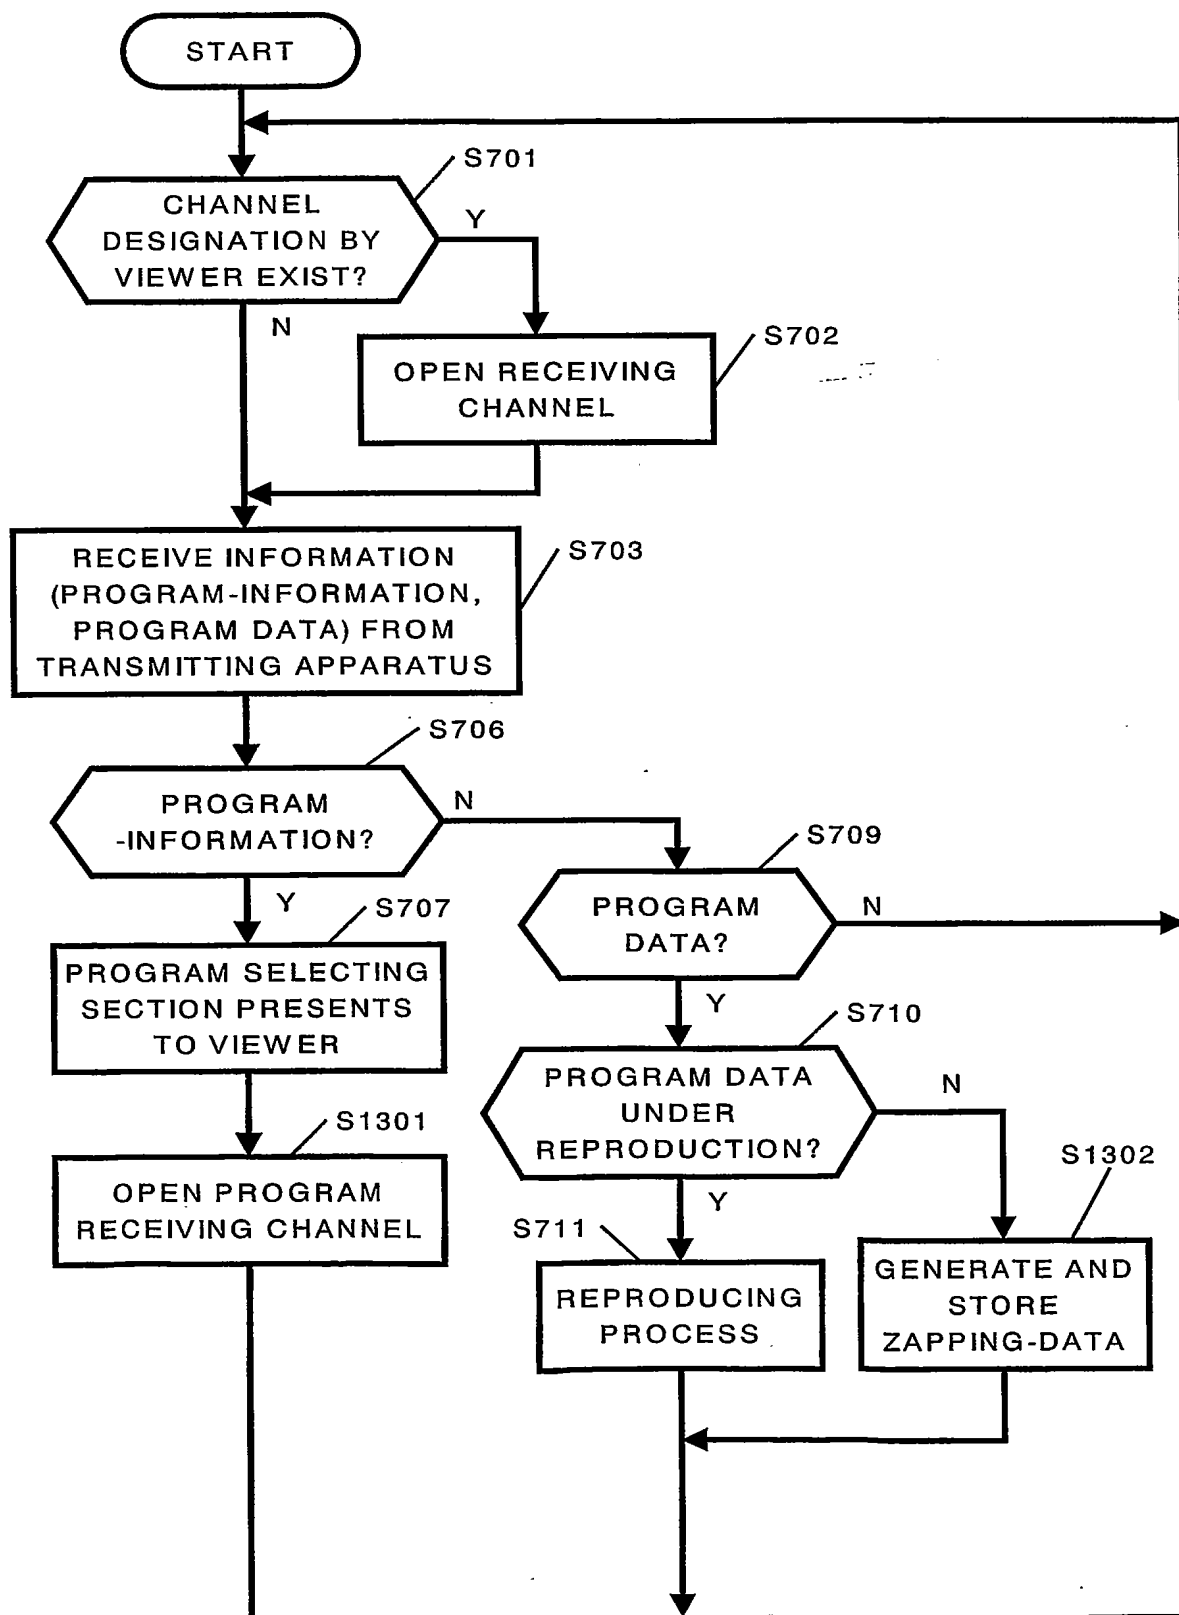 START
S701
CHANNEL
DESIGNATION BY
VIEWER EXIST?
Y
N
S702
OPEN RECEIVING
CHANNEL
S703
RECEIVE INFORMATION
(PROGRAM-INFORMATION,
PROGRAM DATA) FROM
TRANSMITTING APPARATUS
S706
PROGRAM
-INFORMATION?
N
Y
S709
PROGRAM
DATA?
N
Y
S707
PROGRAM SELECTING
SECTION PRESENTS
TO VIEWER
S710
PROGRAM DATA
UNDER
REPRODUCTION?
N
Y
S1301
OPEN PROGRAM
RECEIVING CHANNEL
S711
REPRODUCING
PROCESS
S1302
GENERATE AND
STORE
ZAPPING-DATA